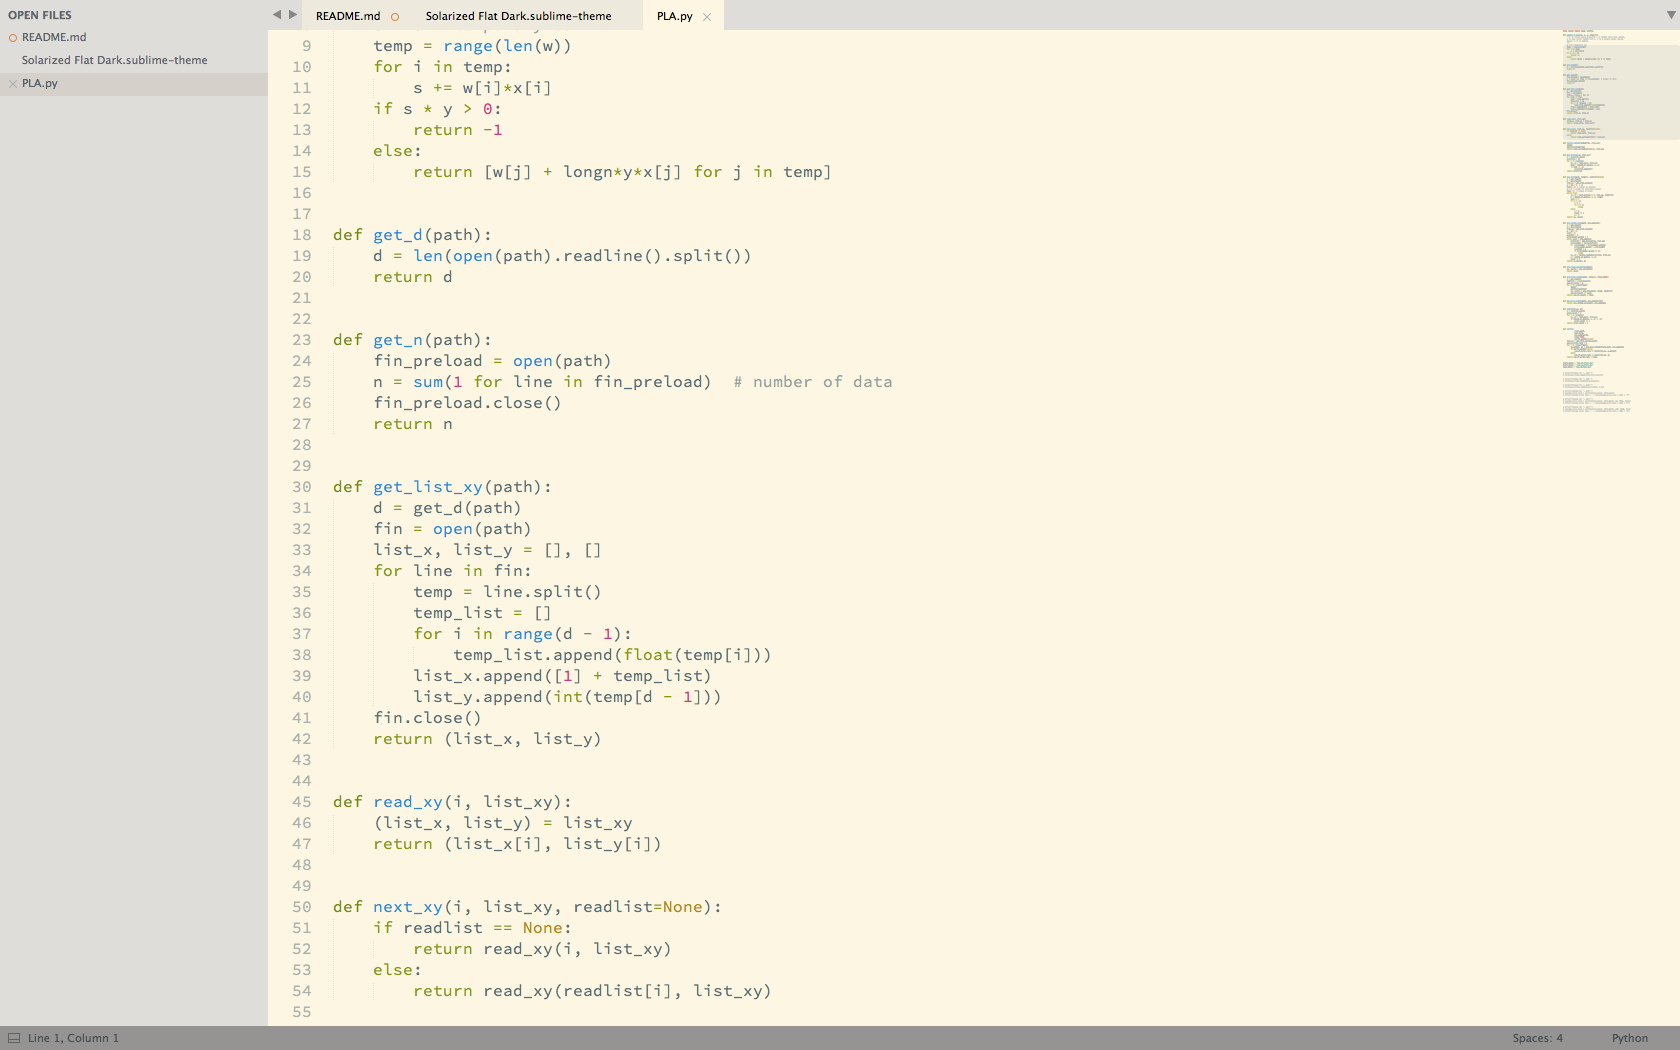 OPEN FILES
README.md
Solarized Flat Dark.sublime-theme
PLA.py
README.md
Solarized Flat Dark.sublime-theme
PLA.py
9 temp = range(len(w))
10 for i in temp:
11 s += w[i]*x[i]
12 if s * y > 0:
13 return -1
14 else:
15 return [w[j] + longn*y*x[j] for j in temp]
16
17
18 def get_d(path):
19 d = len(open(path).readline().split())
20 return d
21
22
23 def get_n(path):
24 fin_preload = open(path)
25 n = sum(1 for line in fin_preload)  # number of data
26 fin_preload.close()
27 return n
28
29
30 def get_list_xy(path):
31 d = get_d(path)
32 fin = open(path)
33 list_x, list_y = [], []
34 for line in fin:
35 temp = line.split()
36 temp_list = []
37 for i in range(d - 1):
38 temp_list.append(float(temp[i]))
39 list_x.append([1] + temp_list)
40 list_y.append(int(temp[d - 1]))
41 fin.close()
42 return (list_x, list_y)
43
44
45 def read_xy(i, list_xy):
46 (list_x, list_y) = list_xy
47 return (list_x[i], list_y[i])
48
49
50 def next_xy(i, list_xy, readlist=None):
51 if readlist == None:
52 return read_xy(i, list_xy)
53 else:
54 return read_xy(readlist[i], list_xy)
55
Line 1, Column 1
Spaces: 4
Python